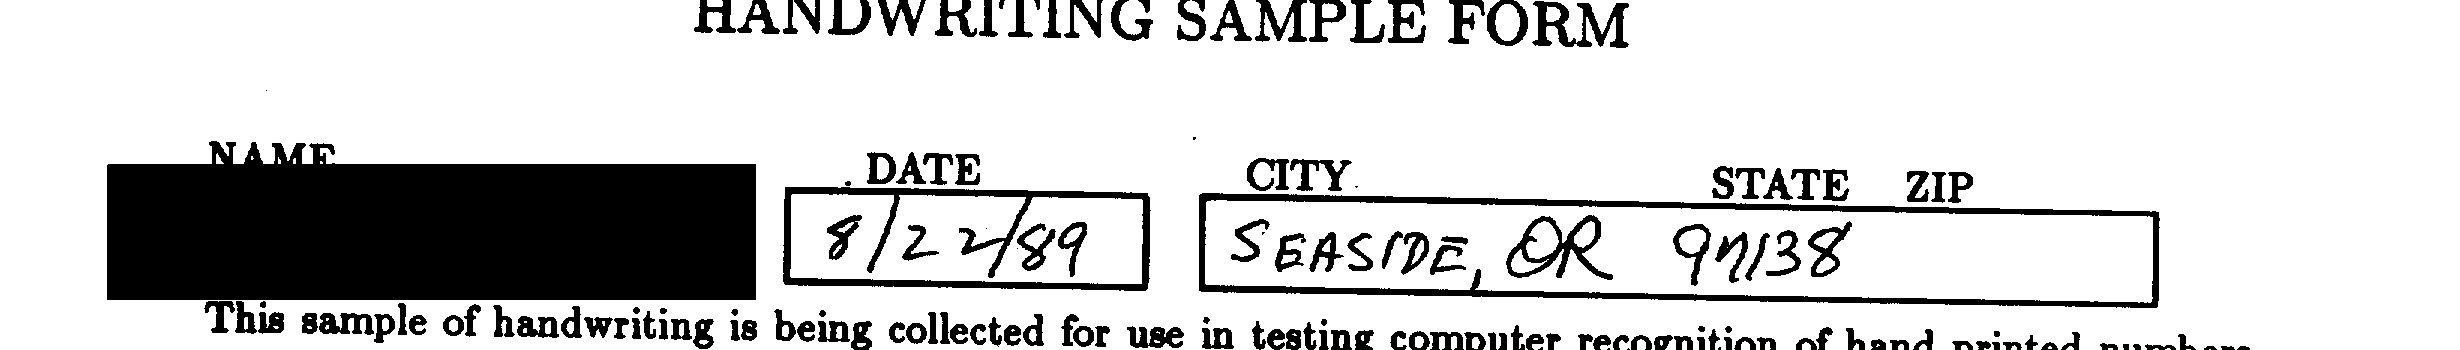 HANDWRITING SAMPLE FORM
NAME DATE CITY STATE ZIP
8/22/89 SEASIDE, OR 97138
This sample of handwriting is being collected for use in testing computer recognition of hand printed numbers